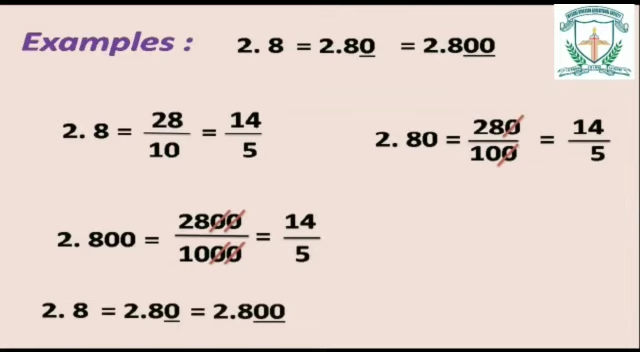 Examples : 2. 8 = 2.80 = 2.800
2. 8 = 28/10 = 14/5
2. 80 = 280/100 = 14/5
2. 800 = 2800/1000 = 14/5
2. 8 = 2.80 = 2.800